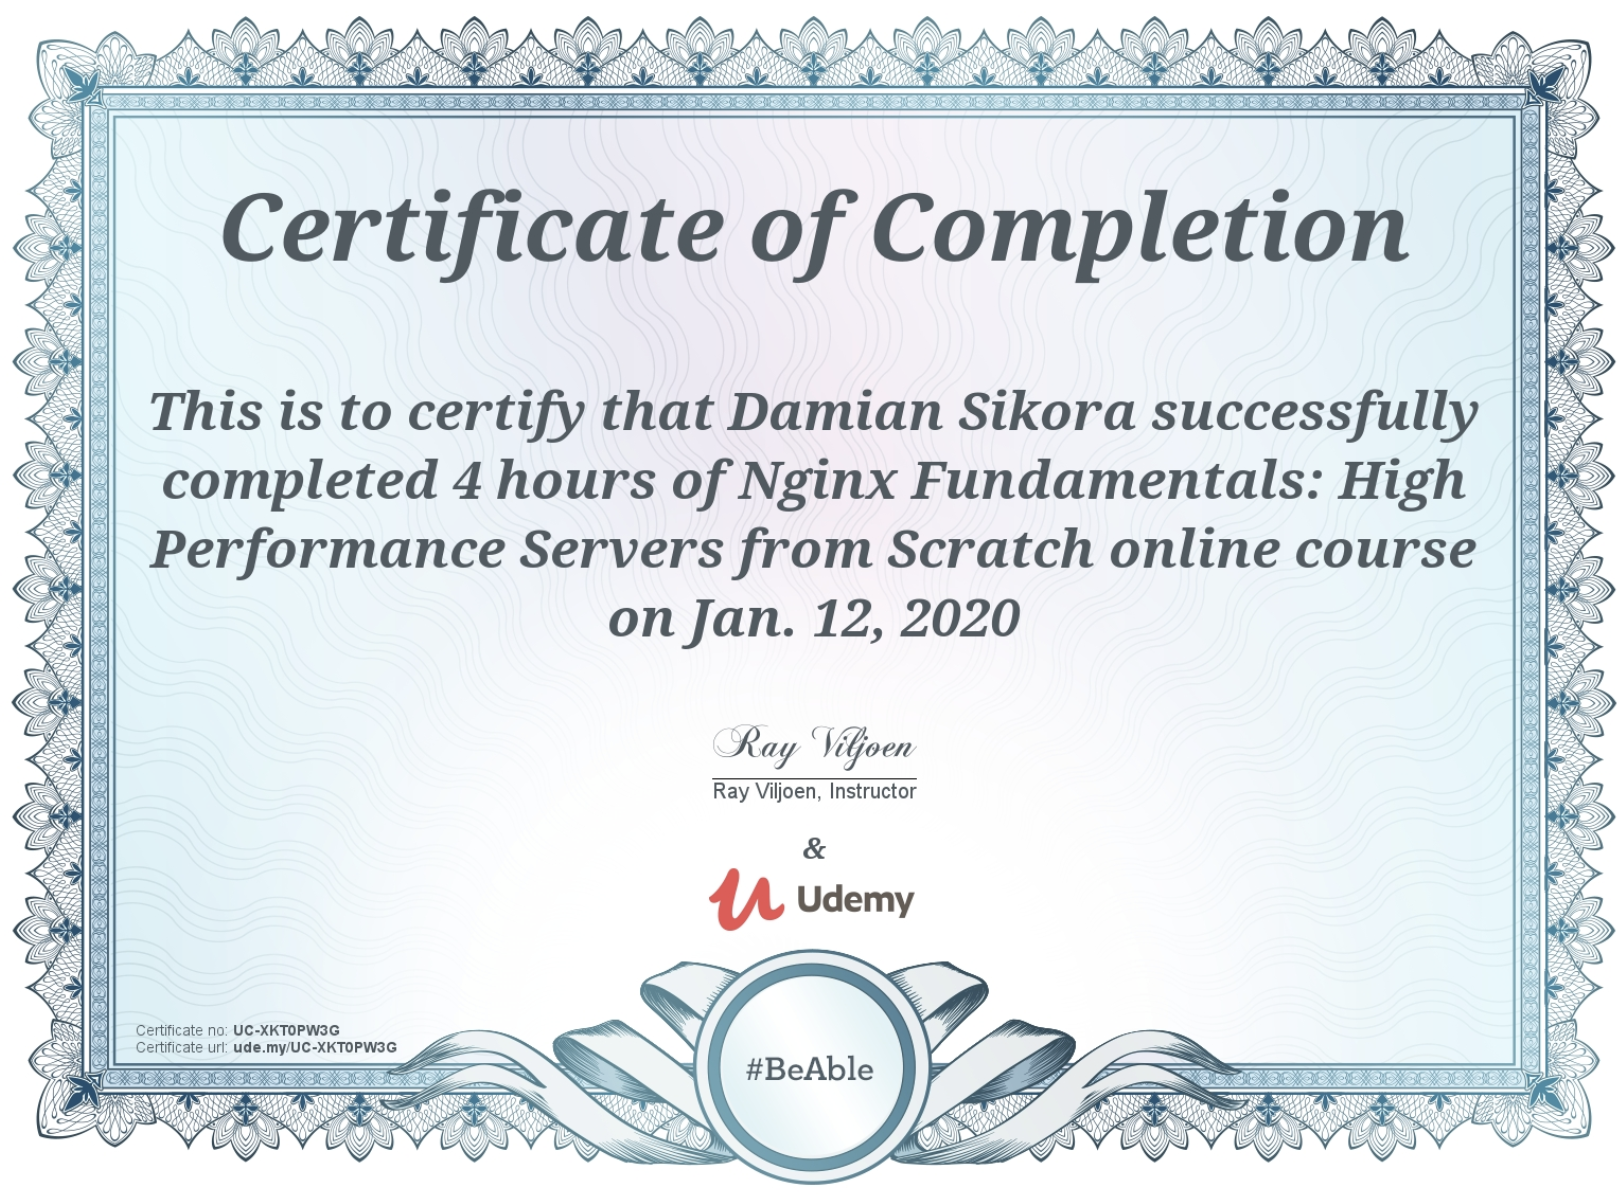 Certificate of Completion
This is to certify that Damian Sikora successfully
completed 4 hours of Nginx Fundamentals: High
Performance Servers from Scratch online course
on Jan. 12, 2020
Ray Viljoen
Ray Viljoen, Instructor
&
Udemy
Certificate no: UC-XKT0PW3G
Certificate url: ude.my/UC-XKT0PW3G
#BeAble